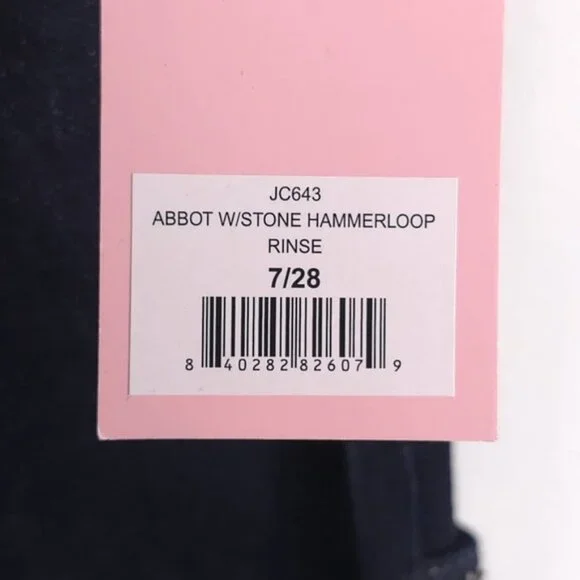 JC643
ABBOT W/STONE HAMMERLOOP
RINSE
7/28
8 40282 82607 9